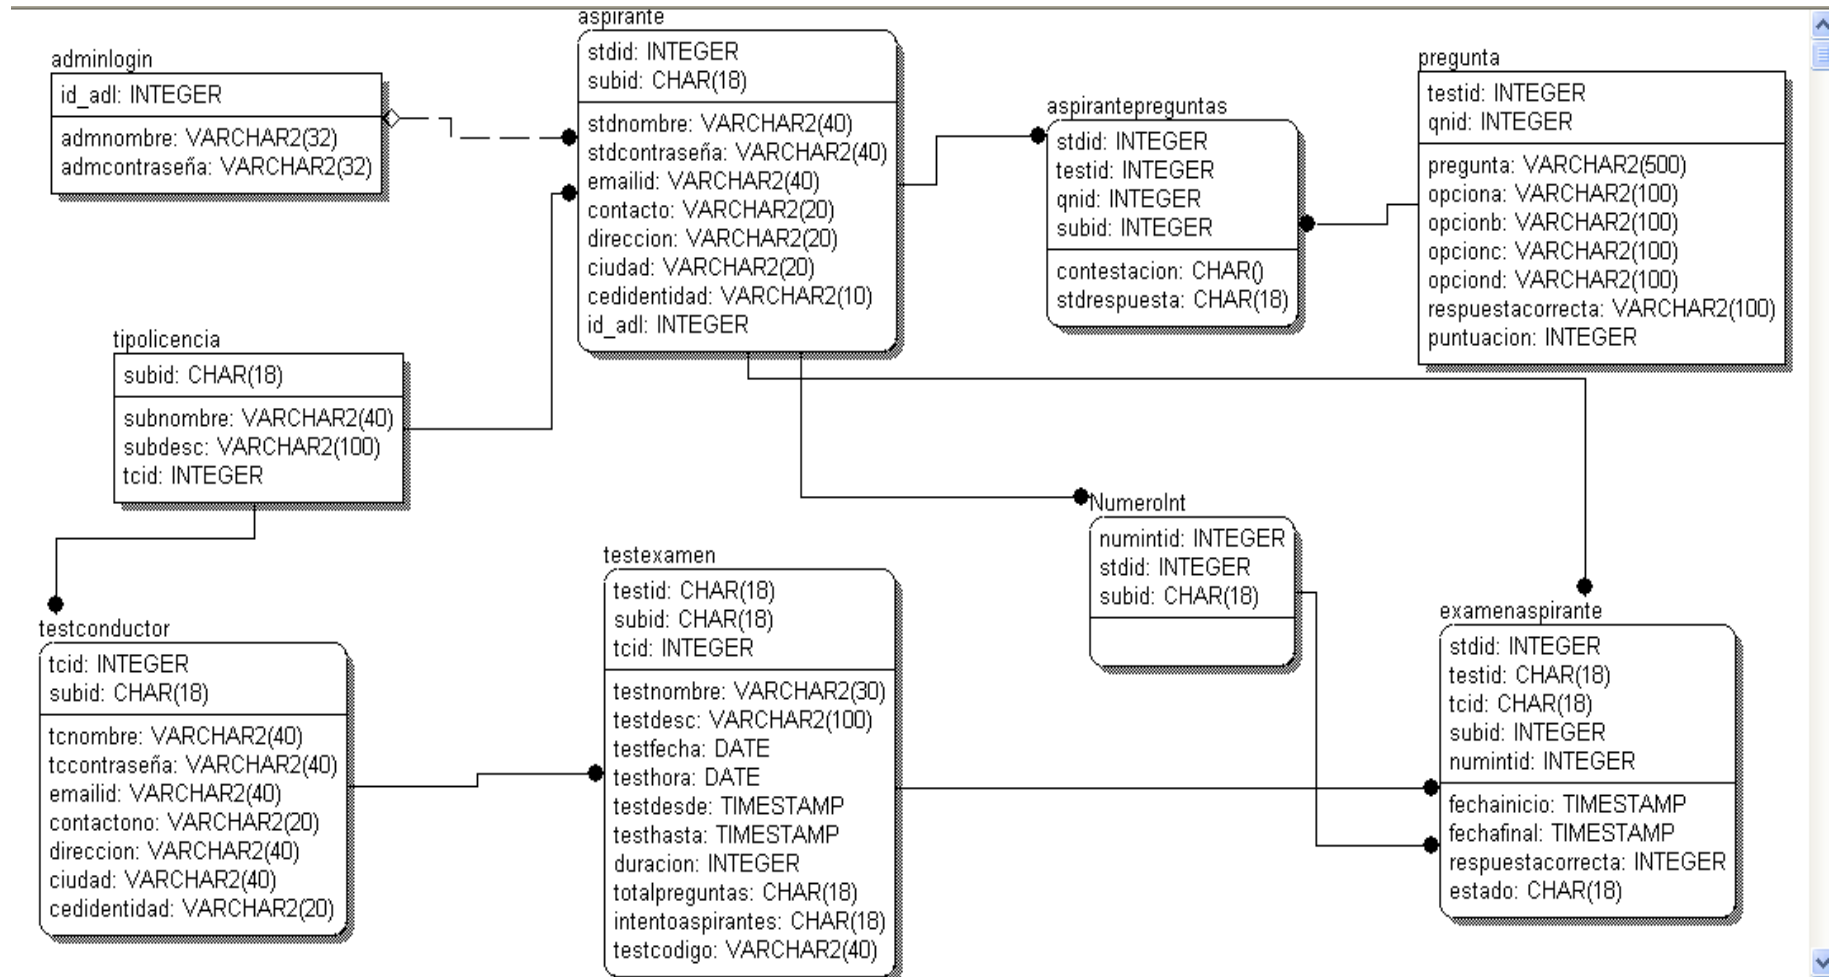 adminlogin
id_adl: INTEGER
admnombre: VARCHAR2(32)
admcontraseña: VARCHAR2(32)
aspirante
stdid: INTEGER
subid: CHAR(18)
stdnombre: VARCHAR2(40)
stdcontraseña: VARCHAR2(40)
emailid: VARCHAR2(40)
contacto: VARCHAR2(20)
direccion: VARCHAR2(20)
ciudad: VARCHAR2(20)
cedidentidad: VARCHAR2(10)
id_adl: INTEGER
aspirantepreguntas
stdid: INTEGER
testid: INTEGER
qnid: INTEGER
subid: INTEGER
contestacion: CHAR()
stdrespuesta: CHAR(18)
pregunta
testid: INTEGER
qnid: INTEGER
pregunta: VARCHAR2(500)
opciona: VARCHAR2(100)
opcionb: VARCHAR2(100)
opcionc: VARCHAR2(100)
opciond: VARCHAR2(100)
respuestacorrecta: VARCHAR2(100)
puntuacion: INTEGER
tipolicencia
subid: CHAR(18)
subnombre: VARCHAR2(40)
subdesc: VARCHAR2(100)
tcid: INTEGER
NumeroInt
numintid: INTEGER
stdid: INTEGER
subid: CHAR(18)
testconductor
tcid: INTEGER
subid: CHAR(18)
tcnombre: VARCHAR2(40)
tccontraseña: VARCHAR2(40)
emailid: VARCHAR2(40)
contactono: VARCHAR2(20)
direccion: VARCHAR2(40)
ciudad: VARCHAR2(40)
cedidentidad: VARCHAR2(20)
testexamen
testid: CHAR(18)
subid: CHAR(18)
tcid: INTEGER
testnombre: VARCHAR2(30)
testdesc: VARCHAR2(100)
testfecha: DATE
testhora: DATE
testdesde: TIMESTAMP
testhasta: TIMESTAMP
duracion: INTEGER
totalpreguntas: CHAR(18)
intentoaspirantes: CHAR(18)
testcodigo: VARCHAR2(40)
examenaspirante
stdid: INTEGER
testid: CHAR(18)
tcid: CHAR(18)
subid: INTEGER
numintid: INTEGER
fechainicio: TIMESTAMP
fechafinal: TIMESTAMP
respuestacorrecta: INTEGER
estado: CHAR(18)